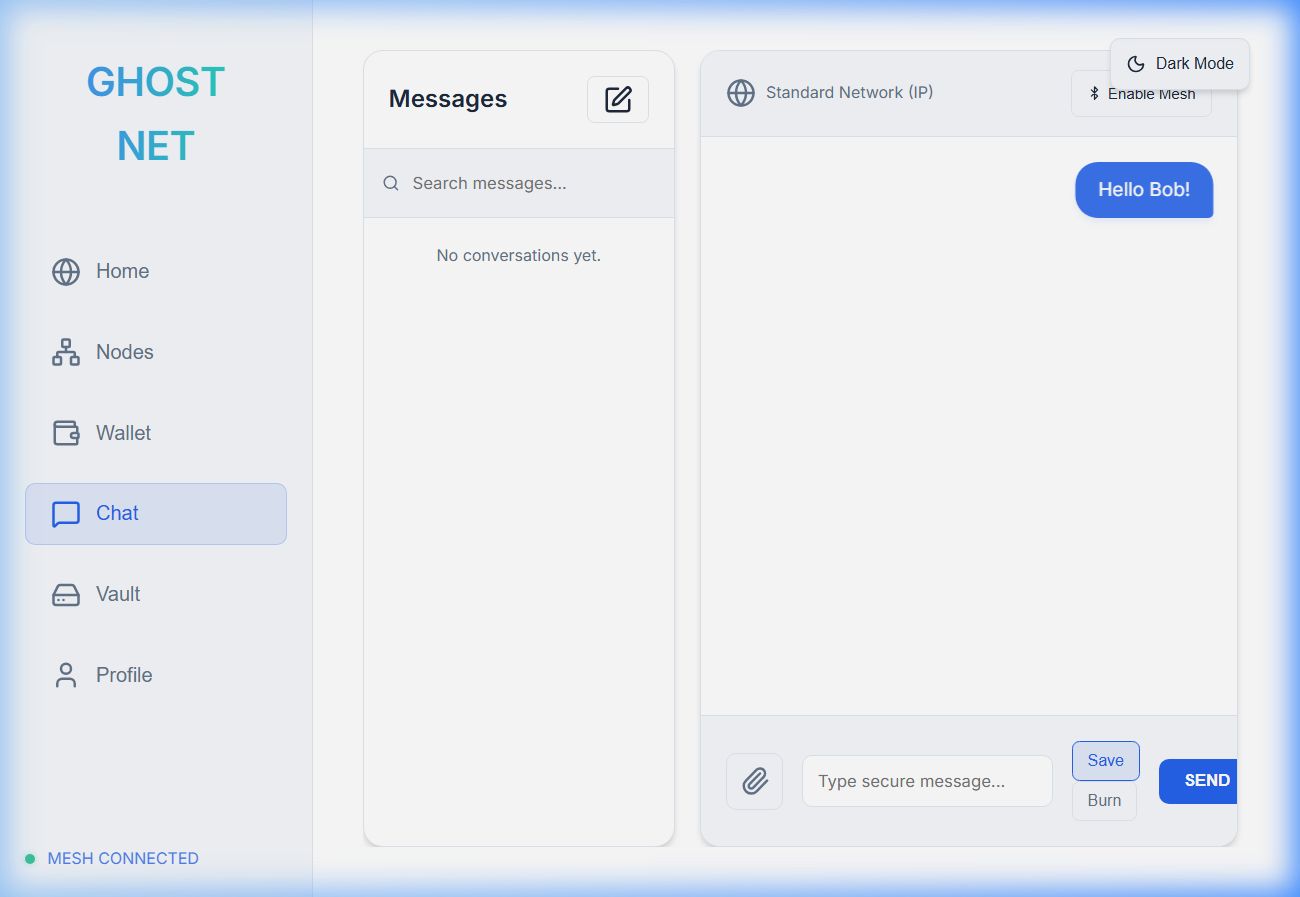 GHOST
NET
Home
Nodes
Wallet
Chat
Vault
Profile
MESH CONNECTED
Messages
Search messages...
No conversations yet.
Standard Network (IP)
Dark Mode
Enable Mesh
Hello Bob!
Type secure message...
Save
Burn
SEND